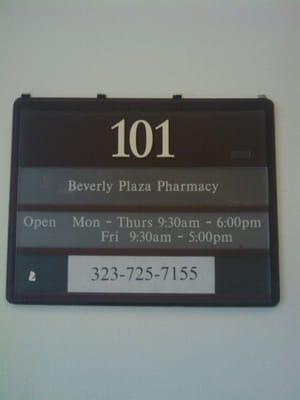 101
Beverly Plaza Pharmacy
Open Mon - Thurs 9:30am - 6:00pm
Fri 9:30am - 5:00pm
323-725-7155